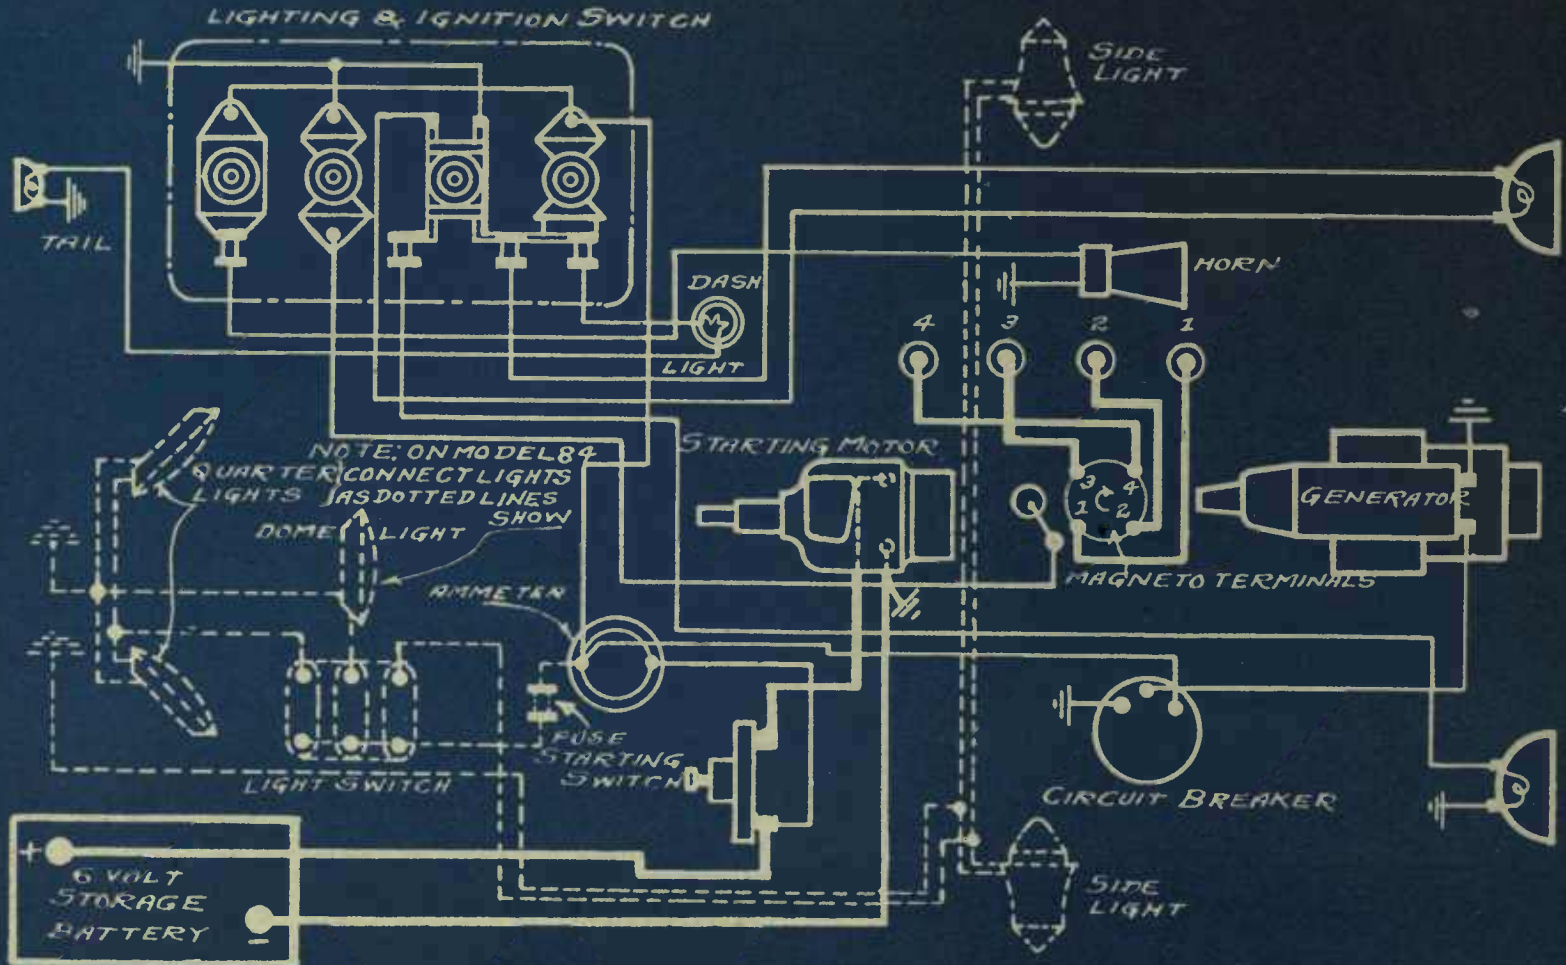 LIGHTING & IGNITION SWITCH
SIDE
LIGHT
TAIL
HORN
DASH
LIGHT
4 3 2 1
NOTE: ON MODEL 84
CONNECT LIGHTS
AS DOTTED LINES
SHOW
QUARTER
LIGHTS
STARTING MOTOR
3 4
1 2
GENERATOR
DOME LIGHT
MAGNETO TERMINALS
AMMETER
FUSE
STARTING
SWITCH
LIGHT SWITCH
CIRCUIT BREAKER
+
6 VOLT
STORAGE
BATTERY
-
SIDE
LIGHT